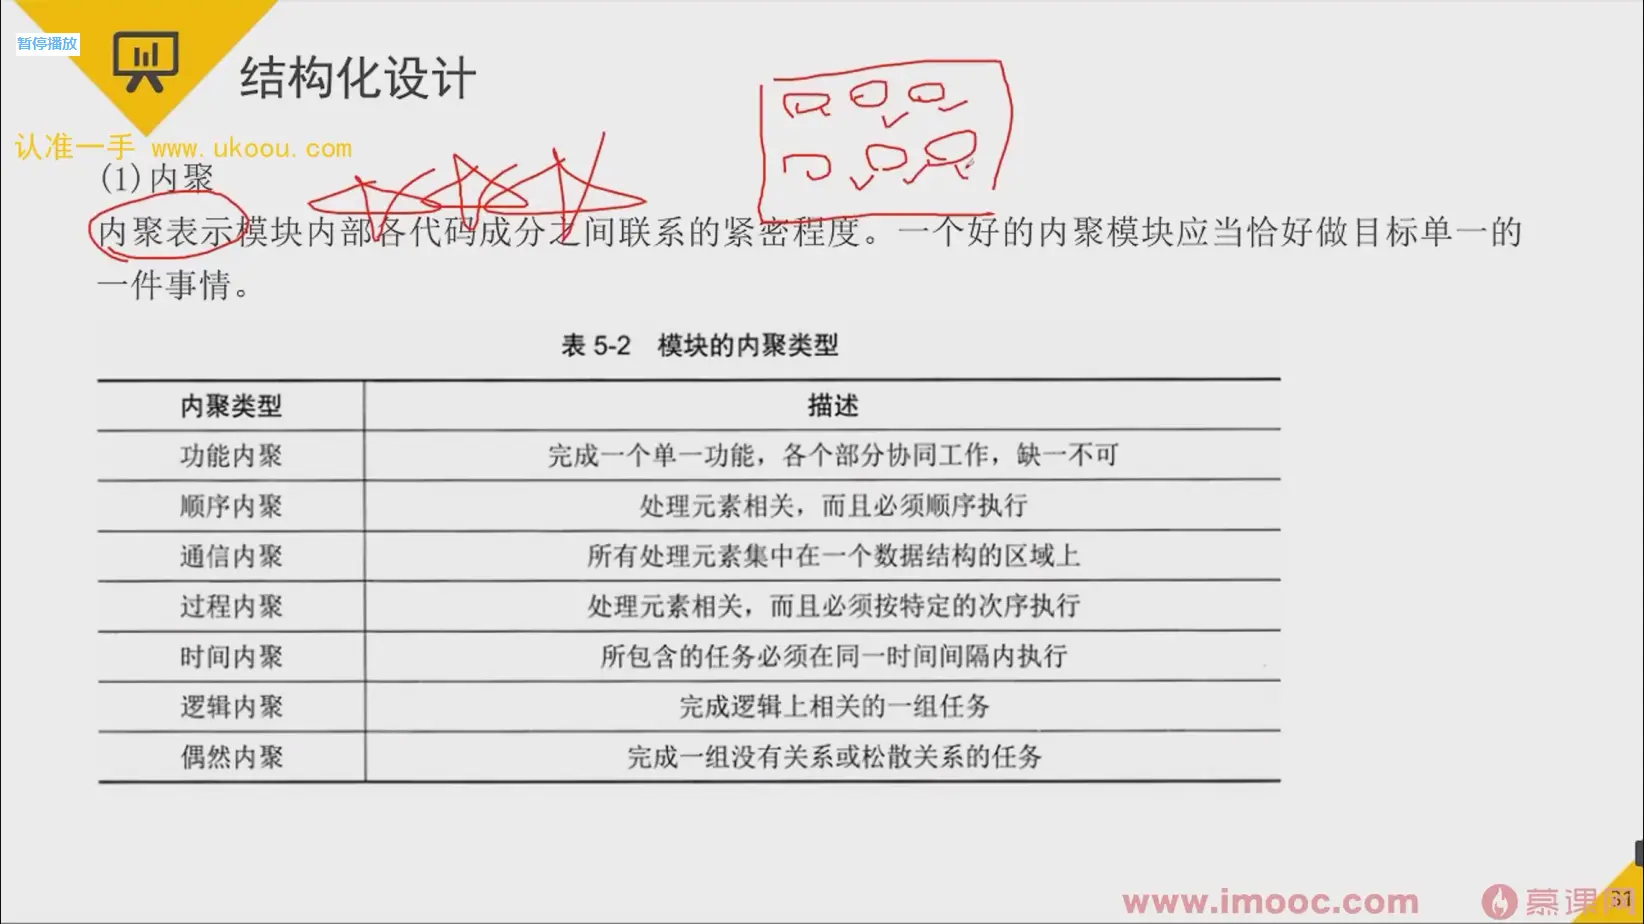 暂停播放
结构化设计
认准一手 www.ukoou.com
(1)内聚
内聚表示模块内部各代码成分之间联系的紧密程度。一个好的内聚模块应当恰好做目标单一的
一件事情。
表 5-2 模块的内聚类型
内聚类型 描述
功能内聚 完成一个单一功能，各个部分协同工作，缺一不可
顺序内聚 处理元素相关，而且必须顺序执行
通信内聚 所有处理元素集中在一个数据结构的区域上
过程内聚 处理元素相关，而且必须按特定的次序执行
时间内聚 所包含的任务必须在同一时间间隔内执行
逻辑内聚 完成逻辑上相关的一组任务
偶然内聚 完成一组没有关系或松散关系的任务
www.imooc.com 慕课网